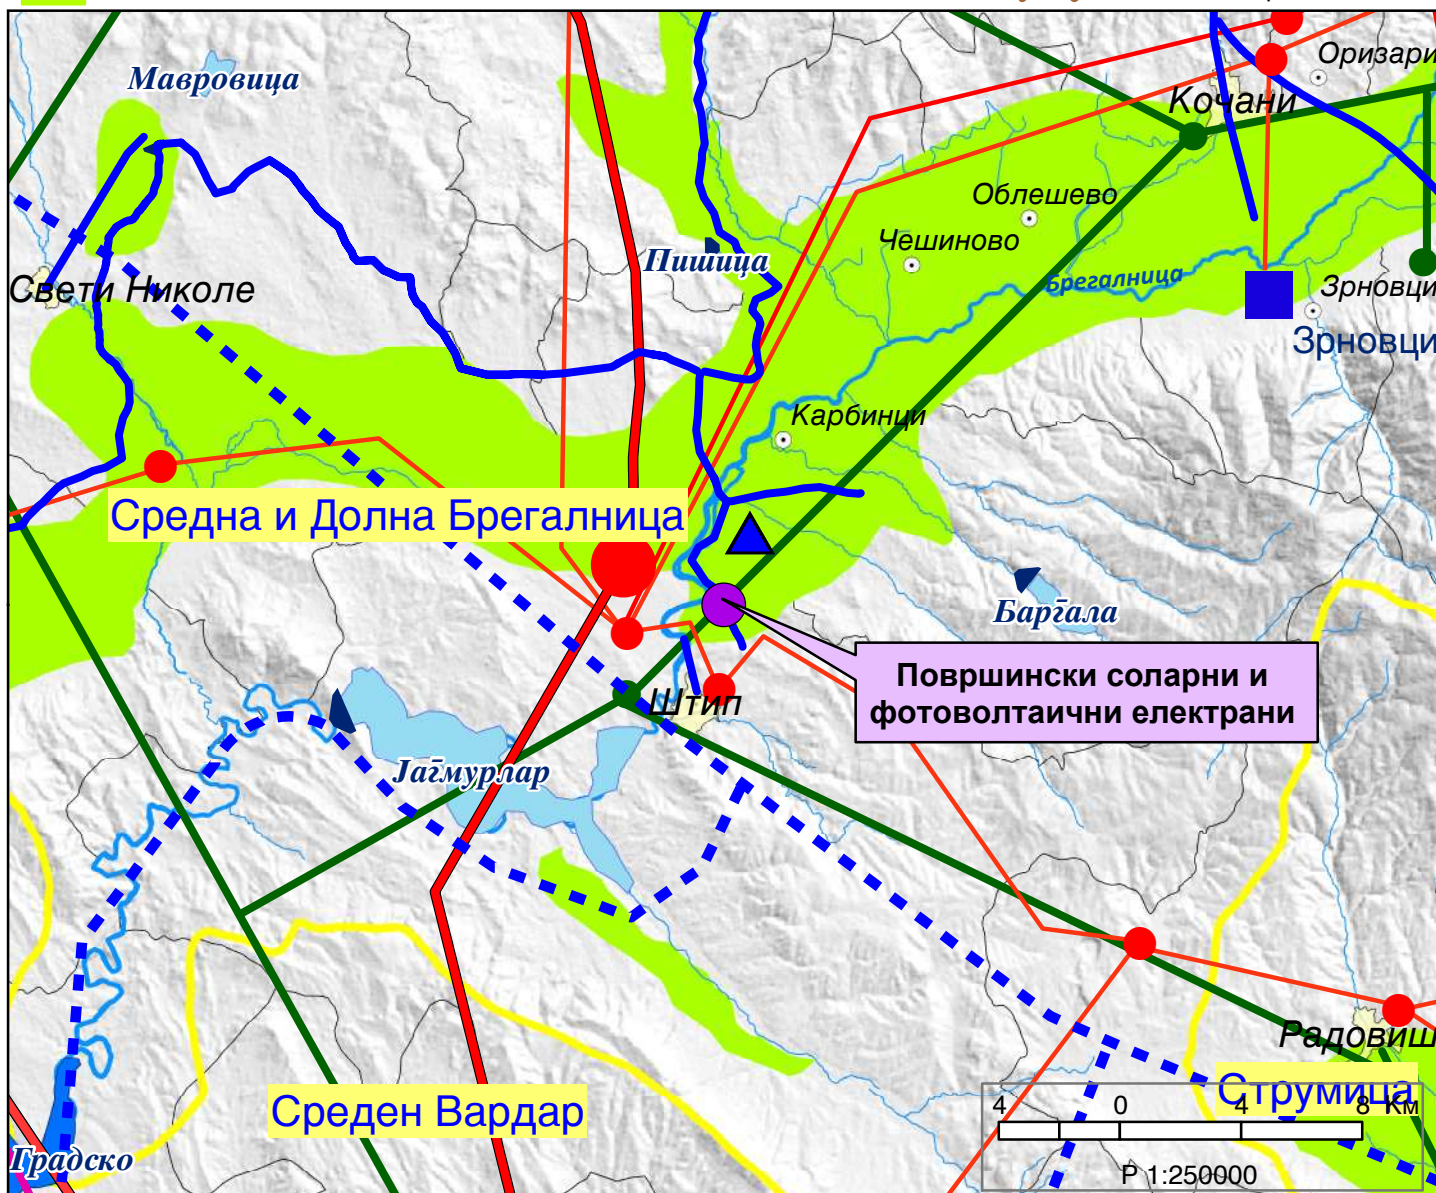 Мавровица
Оризари
Кочани
Облешево
Чешиново
Пишица
Брегалница
Свети Николе
Зрновци
Зрновци
Карбинци
Средна и Долна Брегалница
Баргала
Површински соларни и
фотоволтаични електрани
Штип
Јагмурлар
Радовиш
Струмица
4 0 4 8 Км
Р 1:250000
Среден Вардар
Градско